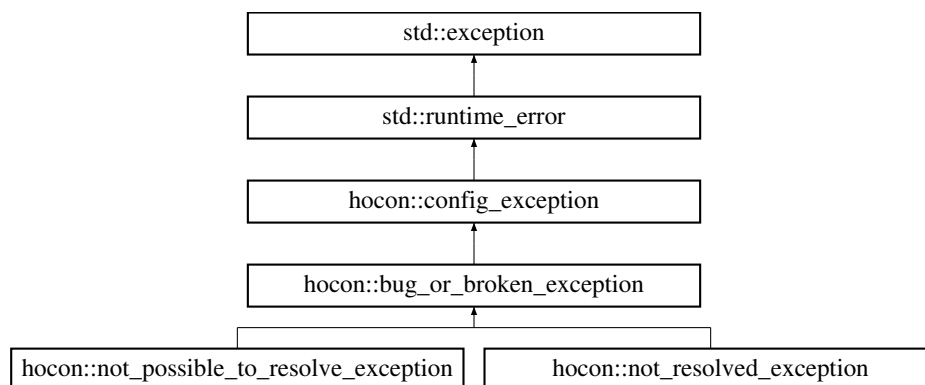 std::exception
std::runtime_error
hocon::config_exception
hocon::bug_or_broken_exception
hocon::not_possible_to_resolve_exception
hocon::not_resolved_exception